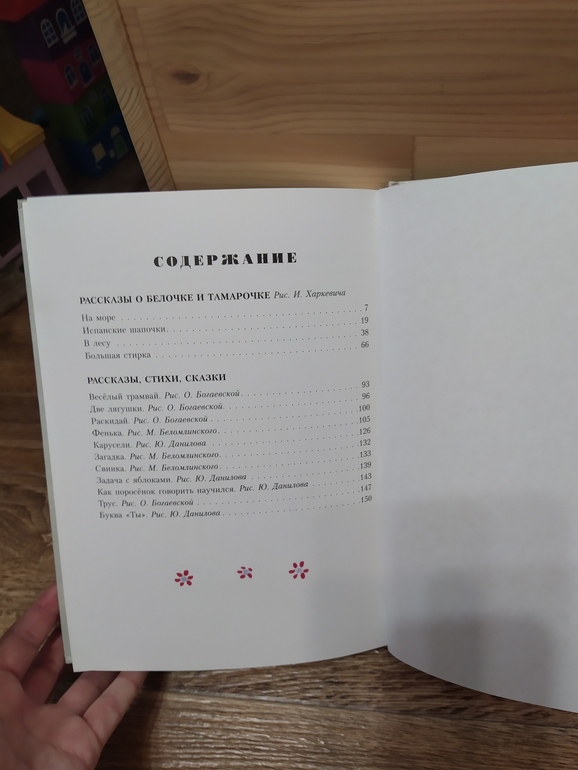 СОДЕРЖАНИЕ
РАССКАЗЫ О БЕЛОЧКЕ И ТАМАРОЧКЕ Рис. И. Харкевича
На море . . . . . . . . . . 7
Испанские шапочки . . . . . . . . . . 19
В лесу . . . . . . . . . . 38
Большая стирка . . . . . . . . . . 66
РАССКАЗЫ, СТИХИ, СКАЗКИ
Весёлый трамвай. Рис. О. Богаевской . . . . . . . . . . 93
Две лягушки. Рис. О. Богаевской . . . . . . . . . . 96
Раскидай. Рис. О. Богаевской . . . . . . . . . . 100
Фенька. Рис. М. Беломлинского . . . . . . . . . . 105
Карусели. Рис. Ю. Данилова . . . . . . . . . . 126
Загадка. Рис. М. Беломлинского . . . . . . . . . . 132
Свинка. Рис. М. Беломлинского . . . . . . . . . . 133
Задача с яблоками. Рис. Ю. Данилова . . . . . . . . . . 139
Как поросёнок говорить научился. Рис. Ю. Данилова . . . . . . . . . . 143
Трус. Рис. О. Богаевской . . . . . . . . . . 147
Буква «Ты». Рис. Ю. Данилова . . . . . . . . . . 150